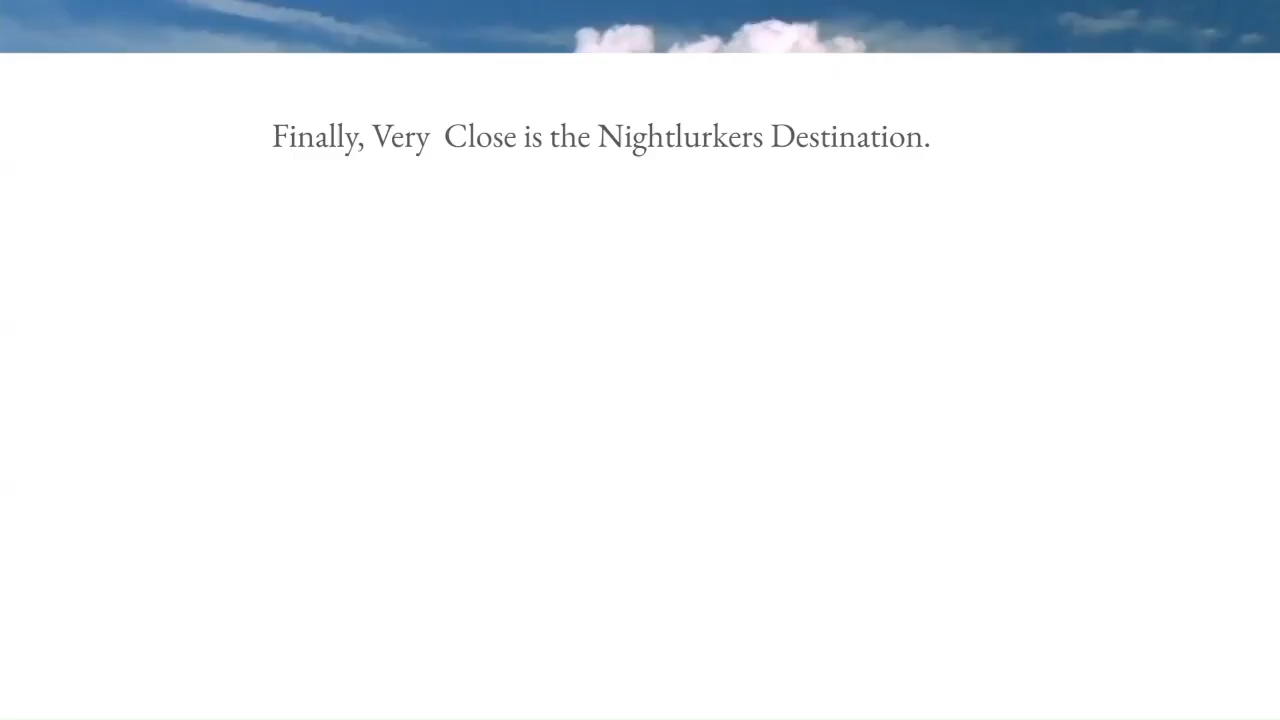 Finally, Very  Close is the Nightlurkers Destination.